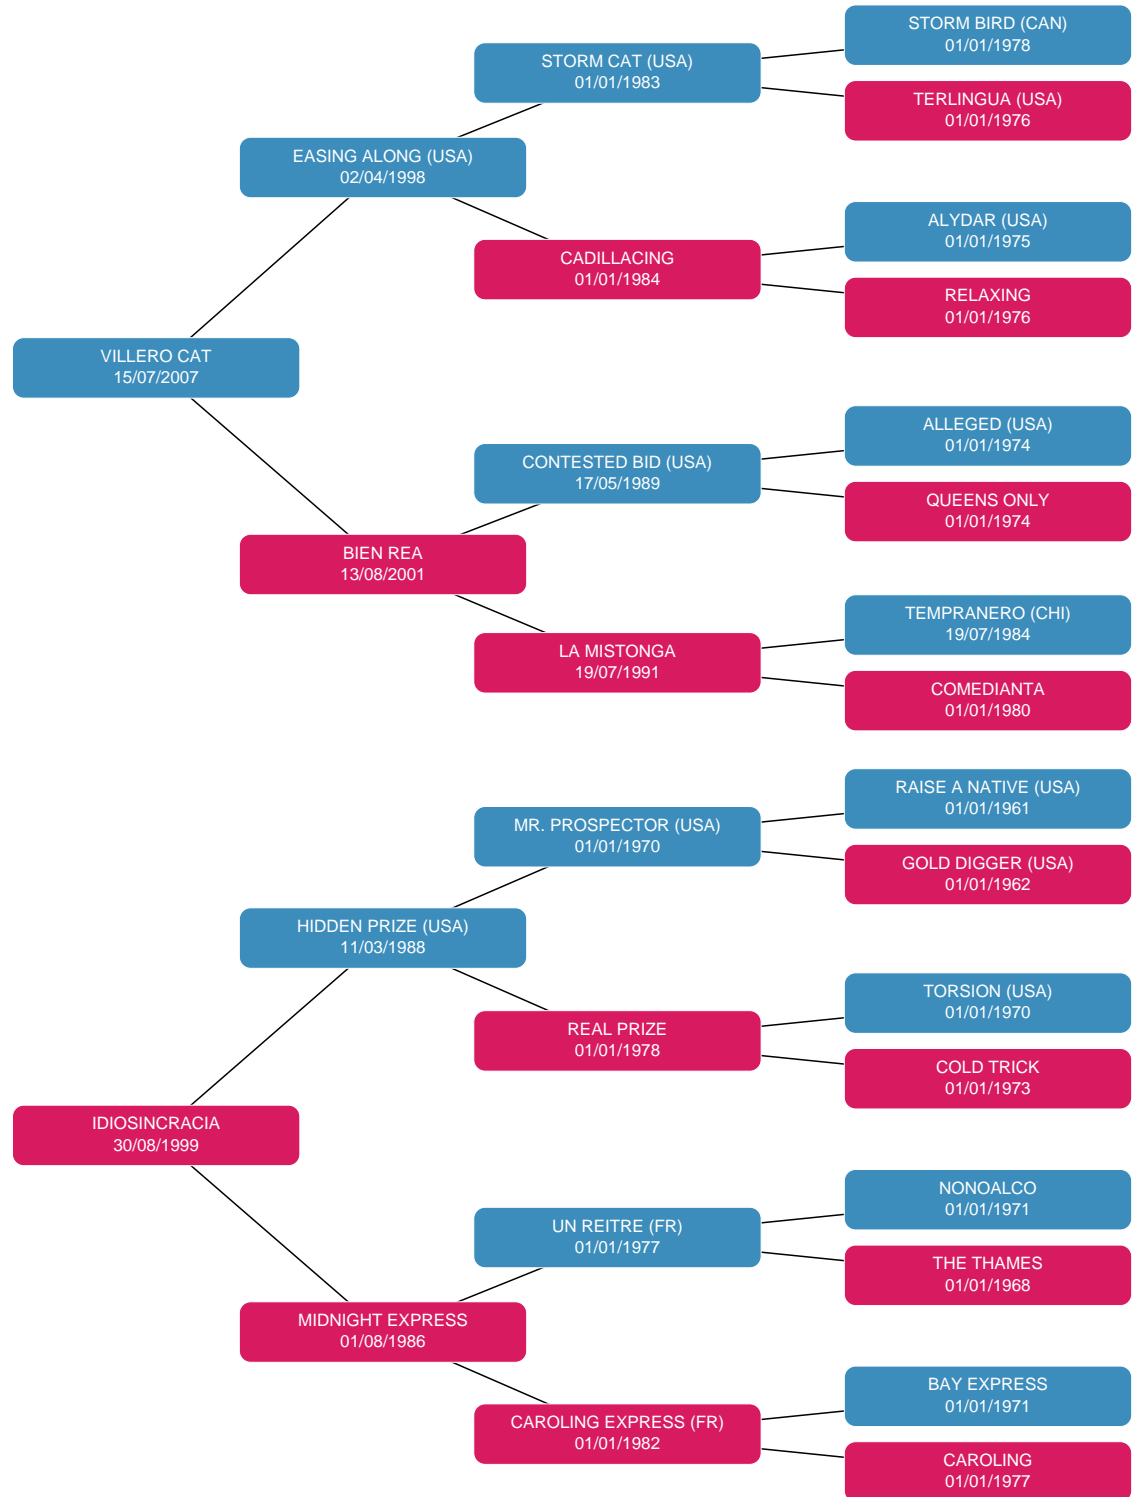 STORM BIRD (CAN)
01/01/1978
STORM CAT (USA)
01/01/1983
TERLINGUA (USA)
01/01/1976
EASING ALONG (USA)
02/04/1998
ALYDAR (USA)
01/01/1975
CADILLACING
01/01/1984
RELAXING
01/01/1976
VILLERO CAT
15/07/2007
ALLEGED (USA)
01/01/1974
CONTESTED BID (USA)
17/05/1989
QUEENS ONLY
01/01/1974
BIEN REA
13/08/2001
TEMPRANERO (CHI)
19/07/1984
LA MISTONGA
19/07/1991
COMEDIANTA
01/01/1980
RAISE A NATIVE (USA)
01/01/1961
MR. PROSPECTOR (USA)
01/01/1970
GOLD DIGGER (USA)
01/01/1962
HIDDEN PRIZE (USA)
11/03/1988
TORSION (USA)
01/01/1970
REAL PRIZE
01/01/1978
COLD TRICK
01/01/1973
IDIOSINCRACIA
30/08/1999
NONOALCO
01/01/1971
UN REITRE (FR)
01/01/1977
THE THAMES
01/01/1968
MIDNIGHT EXPRESS
01/08/1986
BAY EXPRESS
01/01/1971
CAROLING EXPRESS (FR)
01/01/1982
CAROLING
01/01/1977